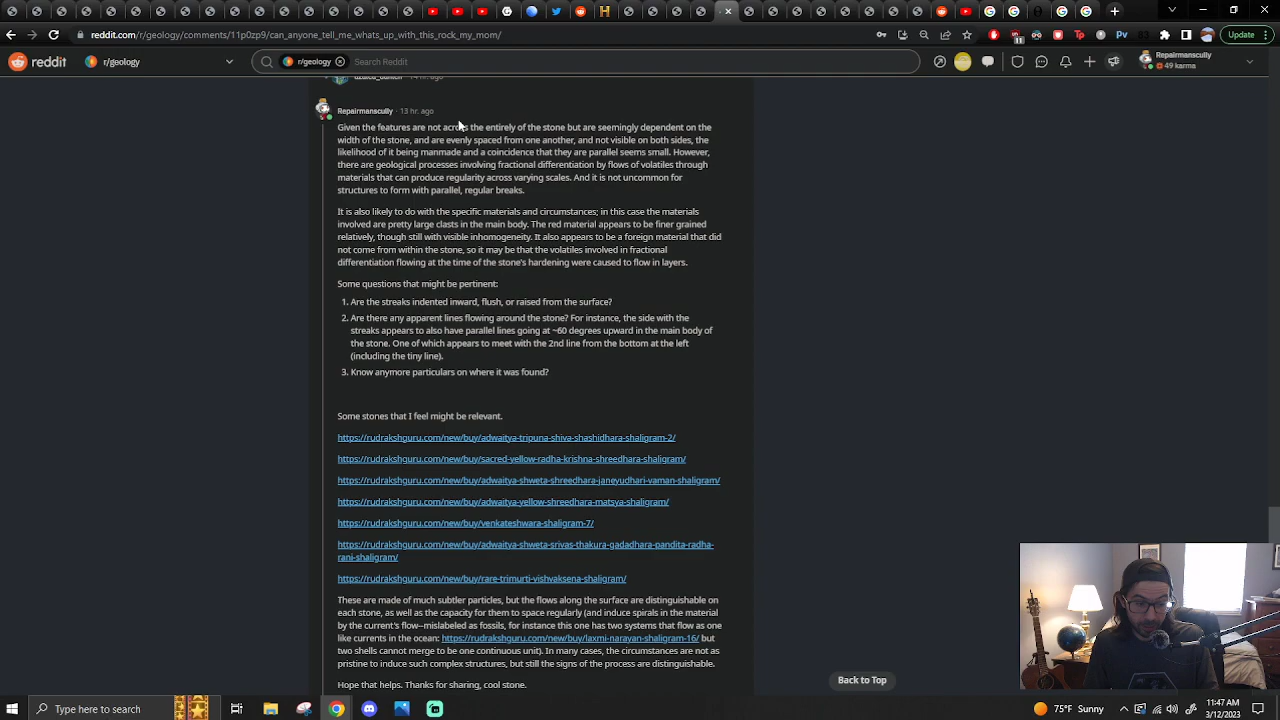 reddit.com/r/geology/comments/11p0zp9/can_anyone_tell_me_whats_up_with_this_rock_my_mom/
Update
reddit
r/geology
r/geology
Search Reddit
Repairmanscully
49 karma
14 hr. ago
Repairmanscully · 13 hr. ago
Given the features are not across the entirely of the stone but are seemingly dependent on the
width of the stone, and are evenly spaced from one another, and not visible on both sides, the
likelihood of it being manmade and a coincidence that they are parallel seems small. However,
there are geological processes involving fractional differentiation by flows of volatiles through
materials that can produce regularity across varying scales. And it is not uncommon for
structures to form with parallel, regular breaks.
It is also likely to do with the specific materials and circumstances; in this case the materials
involved are pretty large clasts in the main body. The red material appears to be finer grained
relatively, though still with visible inhomogeneity. It also appears to be a foreign material that did
not come from within the stone, so it may be that the volatiles involved in fractional
differentiation flowing at the time of the stone's hardening were caused to flow in layers.
Some questions that might be pertinent:
1. Are the streaks indented inward, flush, or raised from the surface?
2. Are there any apparent lines flowing around the stone? For instance, the side with the
streaks appears to also have parallel lines going at ~60 degrees upward in the main body of
the stone. One of which appears to meet with the 2nd line from the bottom at the left
(including the tiny line).
3. Know anymore particulars on where it was found?
Some stones that I feel might be relevant.
https://rudrakshguru.com/new/buy/adwaitya-tripuna-shiva-shashidhara-shaligram-2/
https://rudrakshguru.com/new/buy/sacred-yellow-radha-krishna-shreedhara-shaligram/
https://rudrakshguru.com/new/buy/adwaitya-shweta-shreedhara-janeyudhari-vaman-shaligram/
https://rudrakshguru.com/new/buy/adwaitya-yellow-shreedhara-matsya-shaligram/
https://rudrakshguru.com/new/buy/venkateshwara-shaligram-7/
https://rudrakshguru.com/new/buy/adwaitya-shweta-srivas-thakura-gadadhara-pandita-radha-
rani-shaligram/
https://rudrakshguru.com/new/buy/rare-trimurti-vishvaksena-shaligram/
These are made of much subtler particles, but the flows along the surface are distinguishable on
each stone, as well as the capacity for them to space regularly (and induce spirals in the material
by the current's flow--mislabeled as fossils, for instance this one has two systems that flow as one
like currents in the ocean: https://rudrakshguru.com/new/buy/laxmi-narayan-shaligram-16/ but
two shells cannot merge to be one continuous unit). In many cases, the circumstances are not as
pristine to induce such complex structures, but still the signs of the process are distinguishable.
Hope that helps. Thanks for sharing, cool stone.
Back to Top
Type here to search
75°F Sunny
11:47 AM
3/12/2023